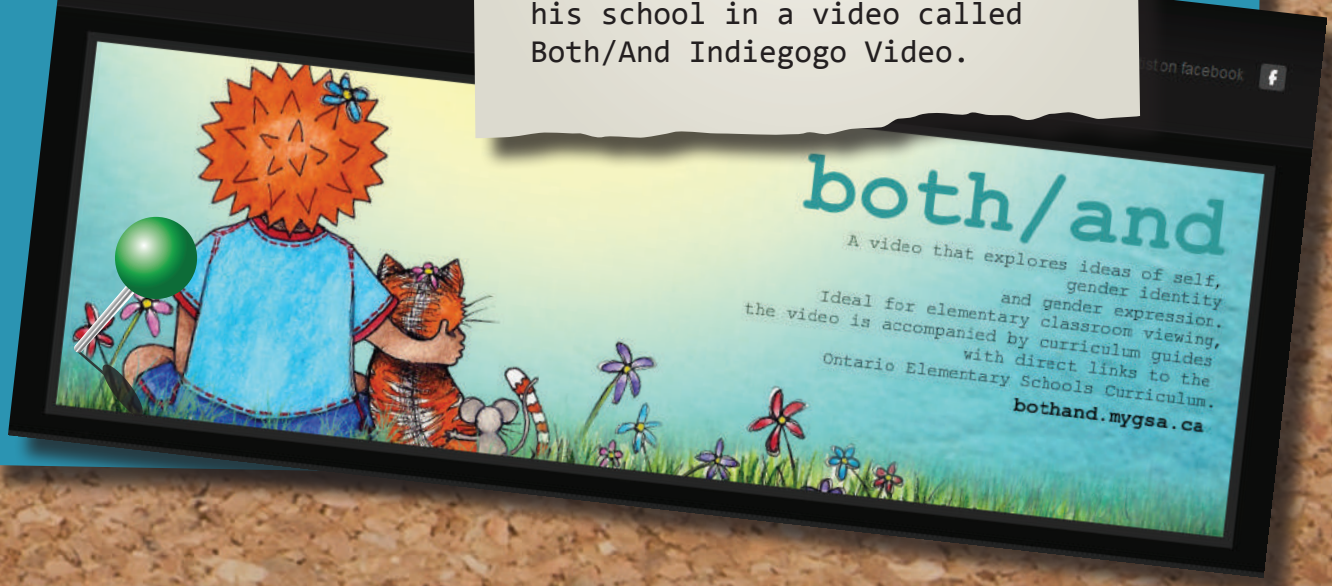 his school in a video called
Both/And Indiegogo Video.
on facebook
f
both/and
A video that explores ideas of self,
gender identity
and gender expression.
Ideal for elementary classroom viewing,
the video is accompanied by curriculum guides
with direct links to the
Ontario Elementary Schools Curriculum.
bothand.mygsa.ca